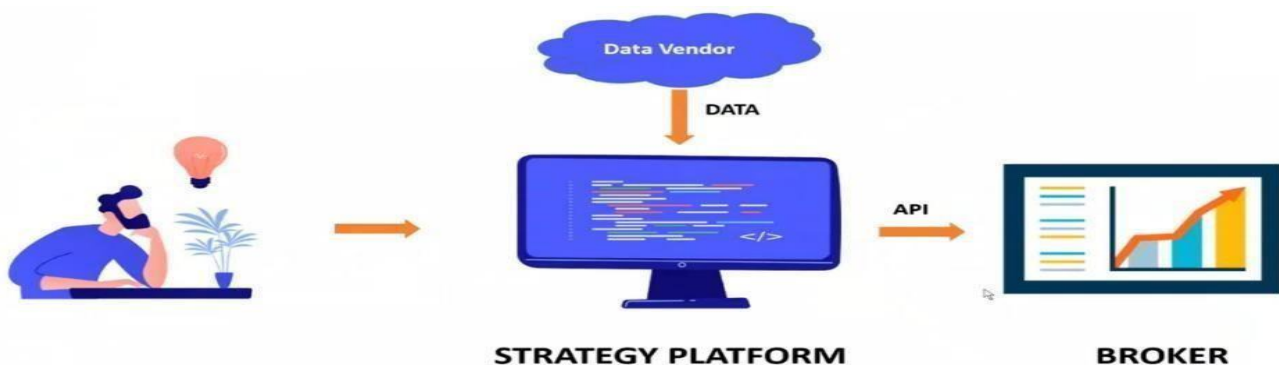 Data Vendor
DATA
API
</>
STRATEGY PLATFORM
BROKER